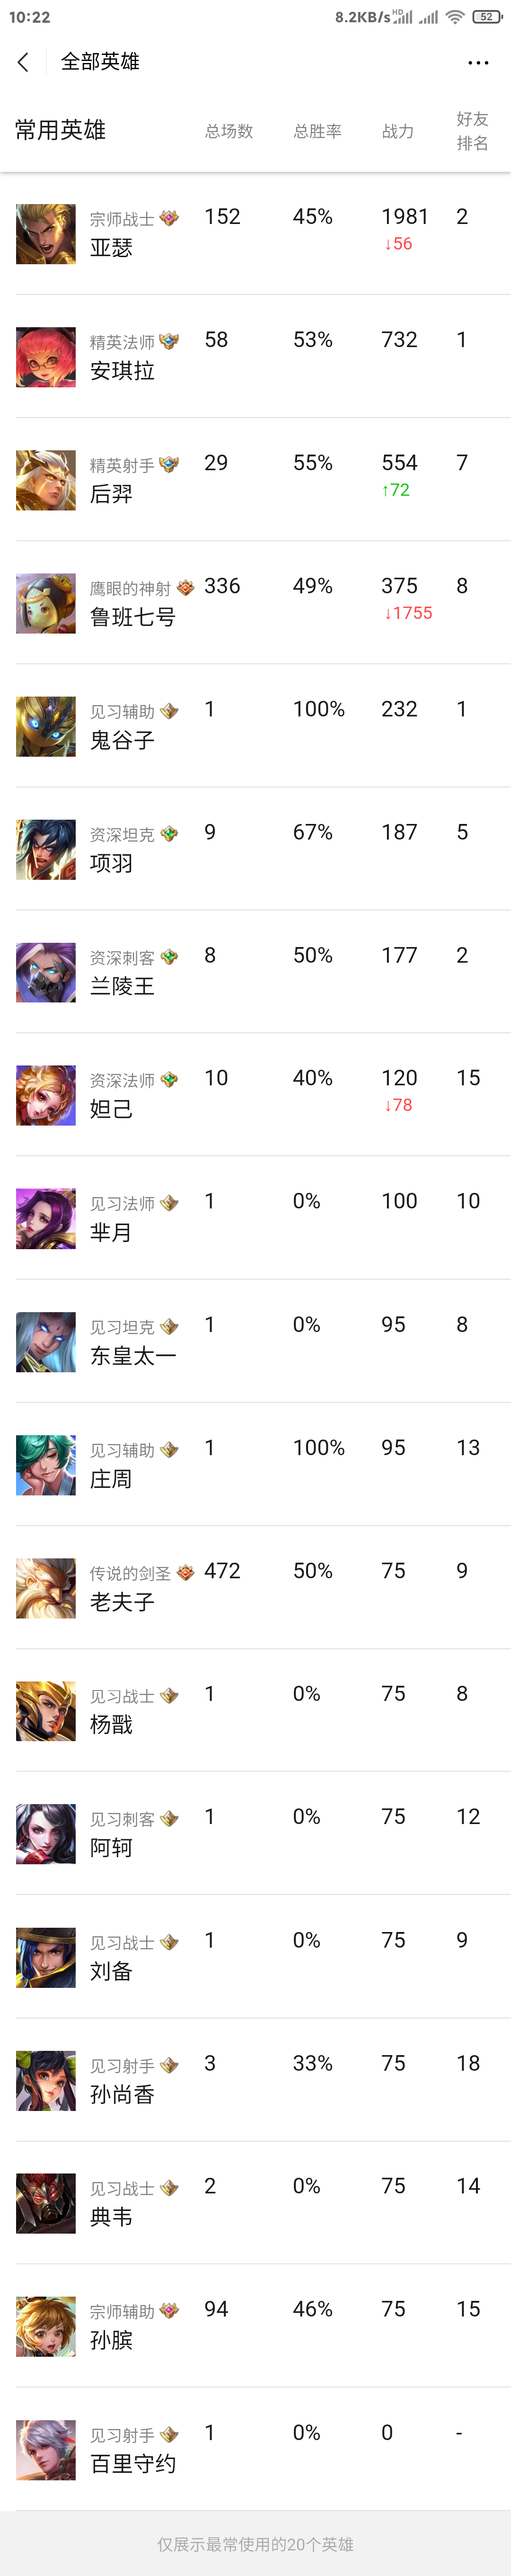 10:22 8.2KB/s HD 52
全部英雄
常用英雄 总场数 总胜率 战力 好友
排名
宗师战士 152 45% 1981 2
亚瑟 ↓56
精英法师 58 53% 732 1
安琪拉
精英射手 29 55% 554 7
后羿 ↑72
鹰眼的神射 336 49% 375 8
鲁班七号 ↓1755
见习辅助 1 100% 232 1
鬼谷子
资深坦克 9 67% 187 5
项羽
资深刺客 8 50% 177 2
兰陵王
资深法师 10 40% 120 15
妲己 ↓78
见习法师 1 0% 100 10
芈月
见习坦克 1 0% 95 8
东皇太一
见习辅助 1 100% 95 13
庄周
传说的剑圣 472 50% 75 9
老夫子
见习战士 1 0% 75 8
杨戬
见习刺客 1 0% 75 12
阿轲
见习战士 1 0% 75 9
刘备
见习射手 3 33% 75 18
孙尚香
见习战士 2 0% 75 14
典韦
宗师辅助 94 46% 75 15
孙膑
见习射手 1 0% 0 -
百里守约
仅展示最常使用的20个英雄